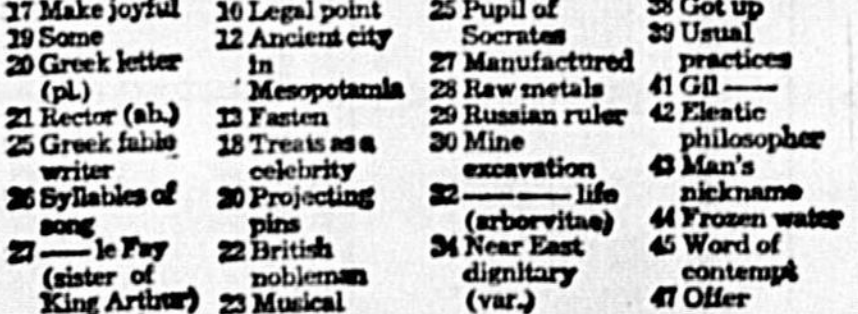 17 Make joyful
19 Some
20 Greek letter
(pl.)
21 Rector (ab.)
25 Greek fable
writer
26 Syllables of
song
27 —— le Fay
(sister of
King Arthur)
10 Legal point
12 Ancient city
in
Mesopotamia
13 Fasten
18 Treats as a
celebrity
20 Projecting
pins
22 British
nobleman
23 Musical
25 Pupil of
Socrates
27 Manufactured
28 Raw metals
29 Russian ruler
30 Mine
excavation
32 —— —— life
(arborvitae)
34 Near East
dignitary
(var.)
38 Got up
39 Usual
practices
41 Gil ——
42 Eleatic
philosopher
43 Man's
nickname
44 Frozen water
45 Word of
contempt
47 Offer